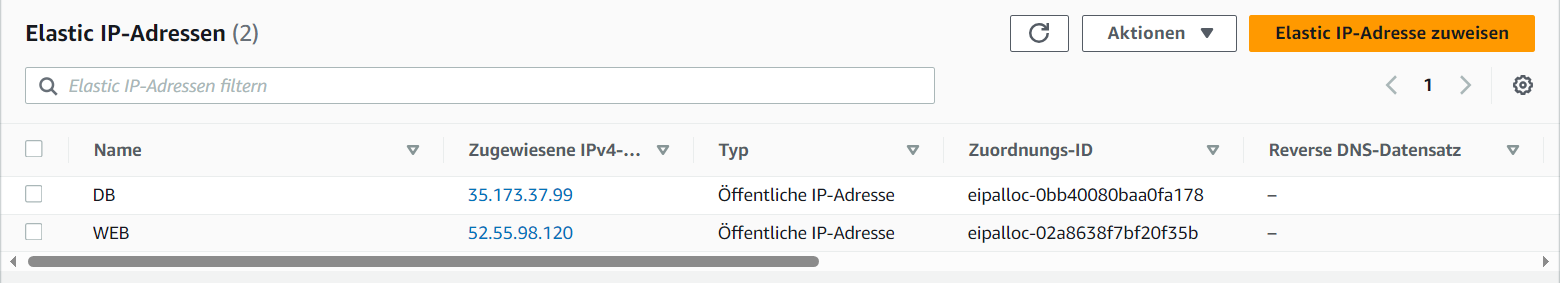 Elastic IP-Adressen (2)
Aktionen
Elastic IP-Adresse zuweisen
Elastic IP-Adressen filtern
1
Name Zugewiesene IPv4-... Typ Zuordnungs-ID Reverse DNS-Datensatz
DB 35.173.37.99 Öffentliche IP-Adresse eipalloc-0bb40080baa0fa178 –
WEB 52.55.98.120 Öffentliche IP-Adresse eipalloc-02a8638f7bf20f35b –